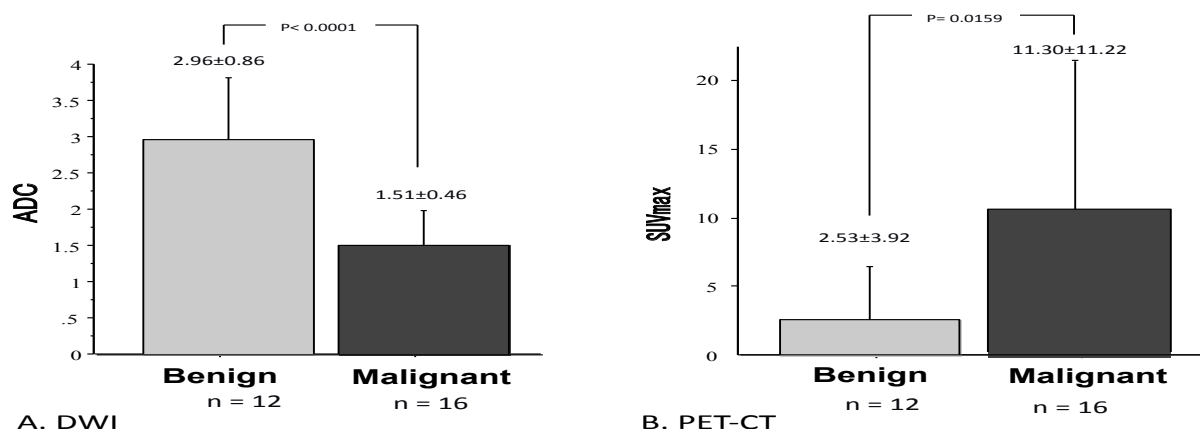 P< 0.0001
2.96±0.86
4
3.5
3
2.5
2
1.5
1
.5
0
ADC
1.51±0.46
Benign
Malignant
n = 12
n = 16
A. DWI
P= 0.0159
11.30±11.22
20
15
10
5
0
SUVmax
2.53±3.92
Benign
Malignant
n = 12
n = 16
B. PET-CT